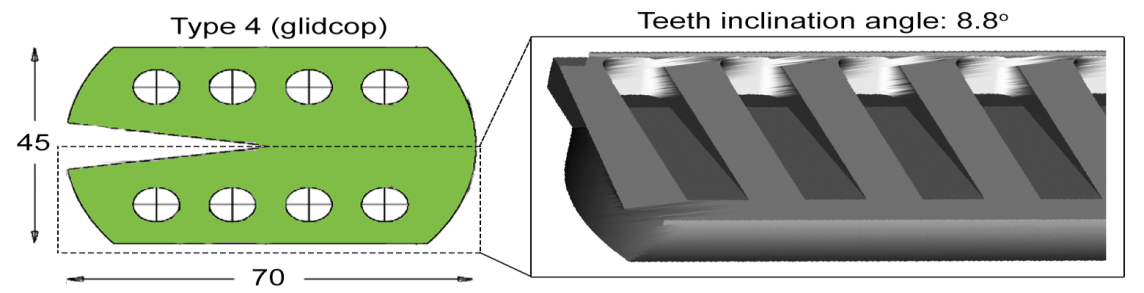 Type 4 (glidcop)
Teeth inclination angle: 8.8°
45
70